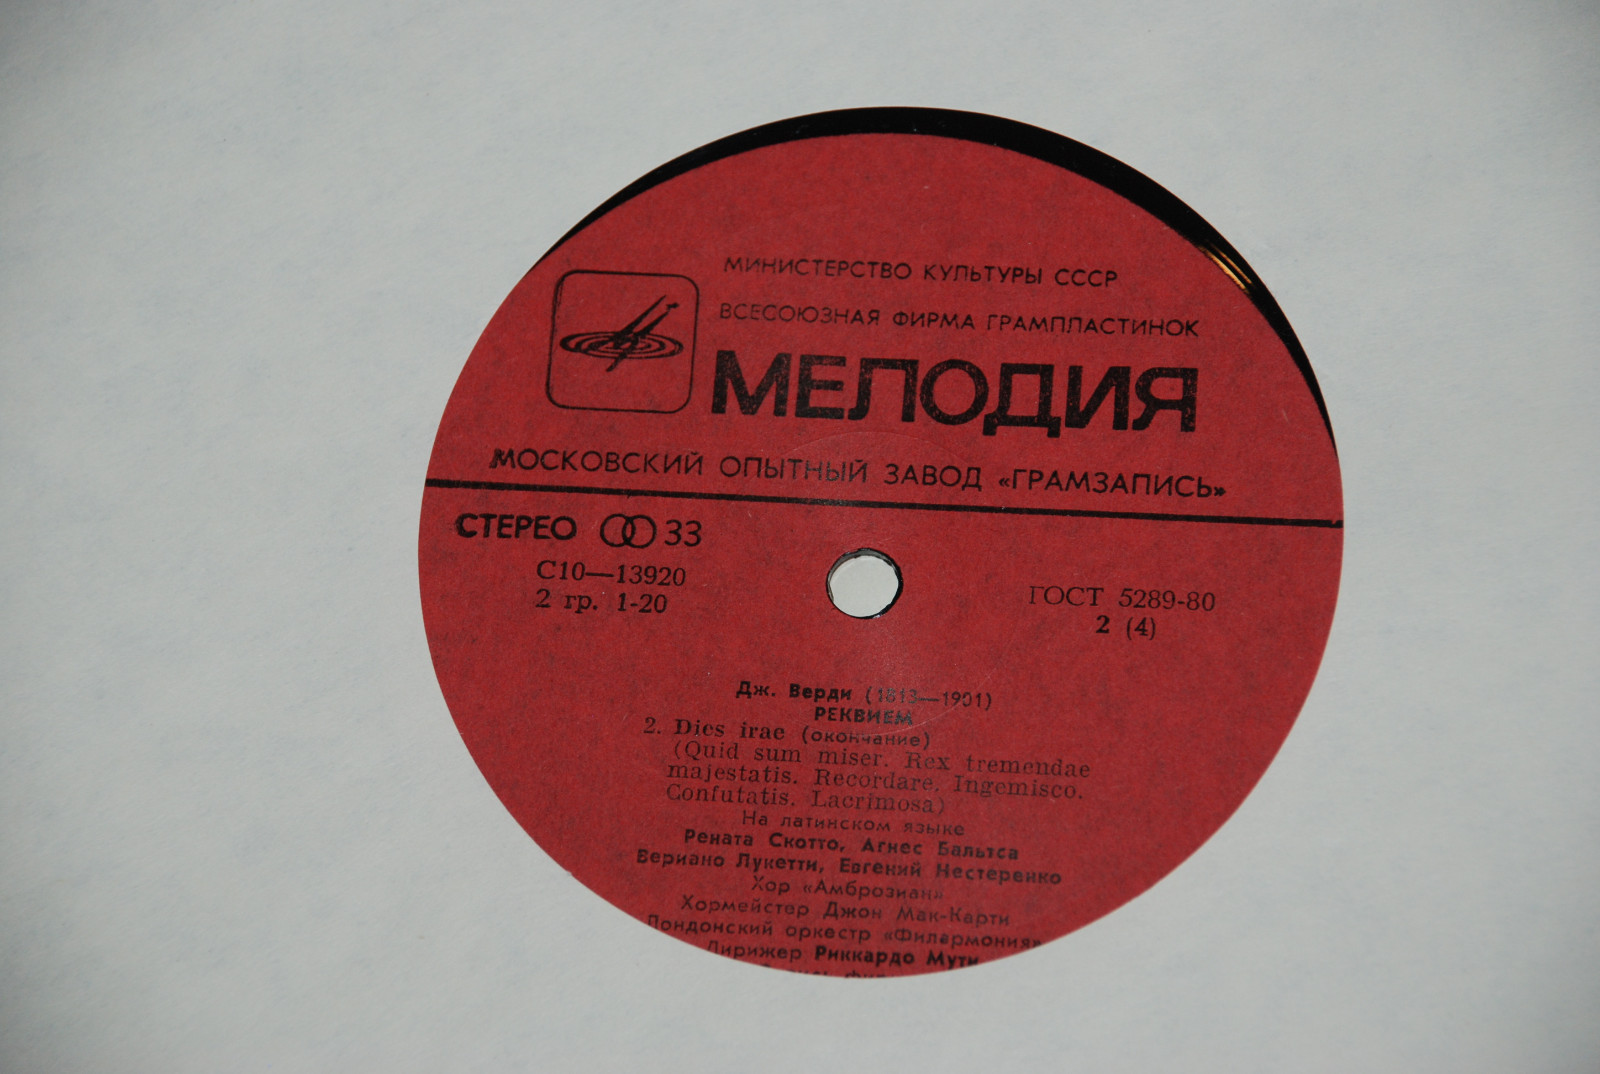 МИНИСТЕРСТВО КУЛЬТУРЫ СССР
ВСЕСОЮЗНАЯ ФИРМА ГРАМПЛАСТИНОК
МЕЛОДИЯ
МОСКОВСКИЙ ОПЫТНЫЙ ЗАВОД «ГРАМЗАПИСЬ»
СТЕРЕО 33
С10—13920
2 гр. 1-20
ГОСТ 5289-80
2 (4)
Дж. Верди (1813—1901)
РЕКВИЕМ
2. Dies irae (окончание)
(Quid sum miser. Rex tremendae
majestatis. Recordare. Ingemisco.
Confutatis. Lacrimosa)
На латинском языке
Рената Скотто, Агнес Бальтса
Вериано Лукетти, Евгений Нестеренко
Хор «Амброзиан»
Хормейстер Джон Мак-Карти
Лондонский оркестр «Филармония»
Дирижер Риккардо Мути